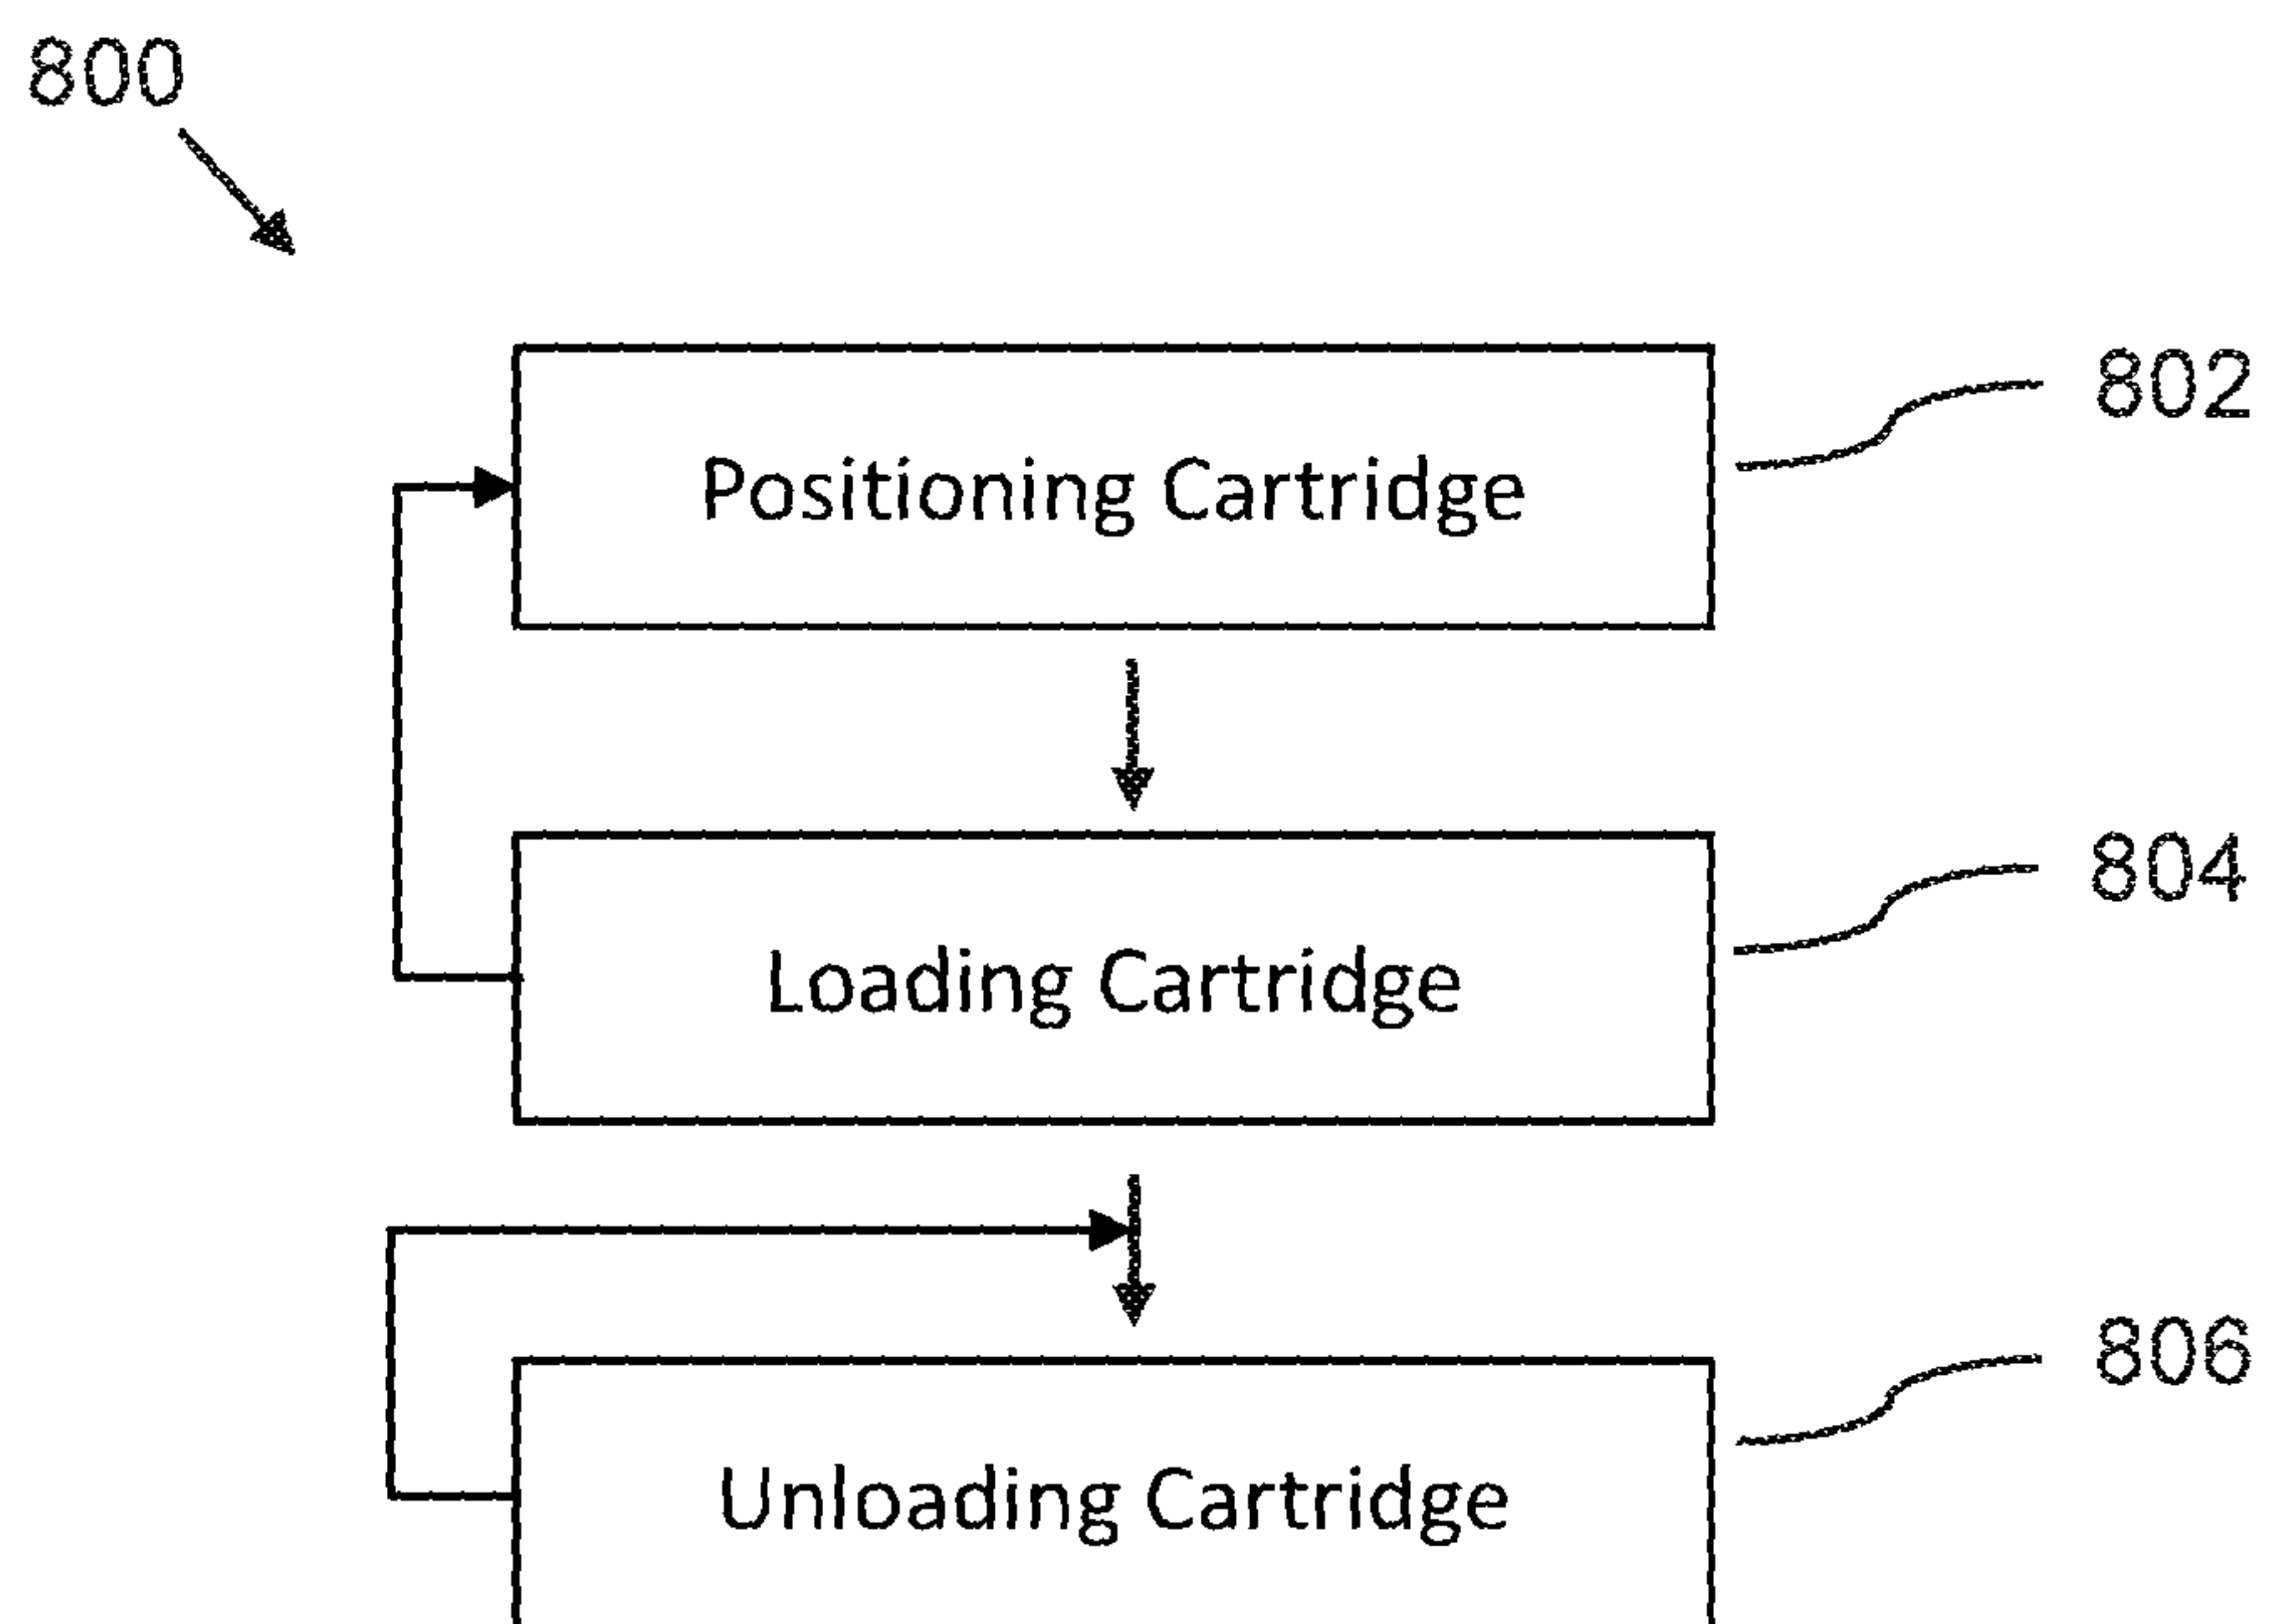 800
Positioning Cartridge
802
Loading Cartridge
804
Unloading Cartridge
806